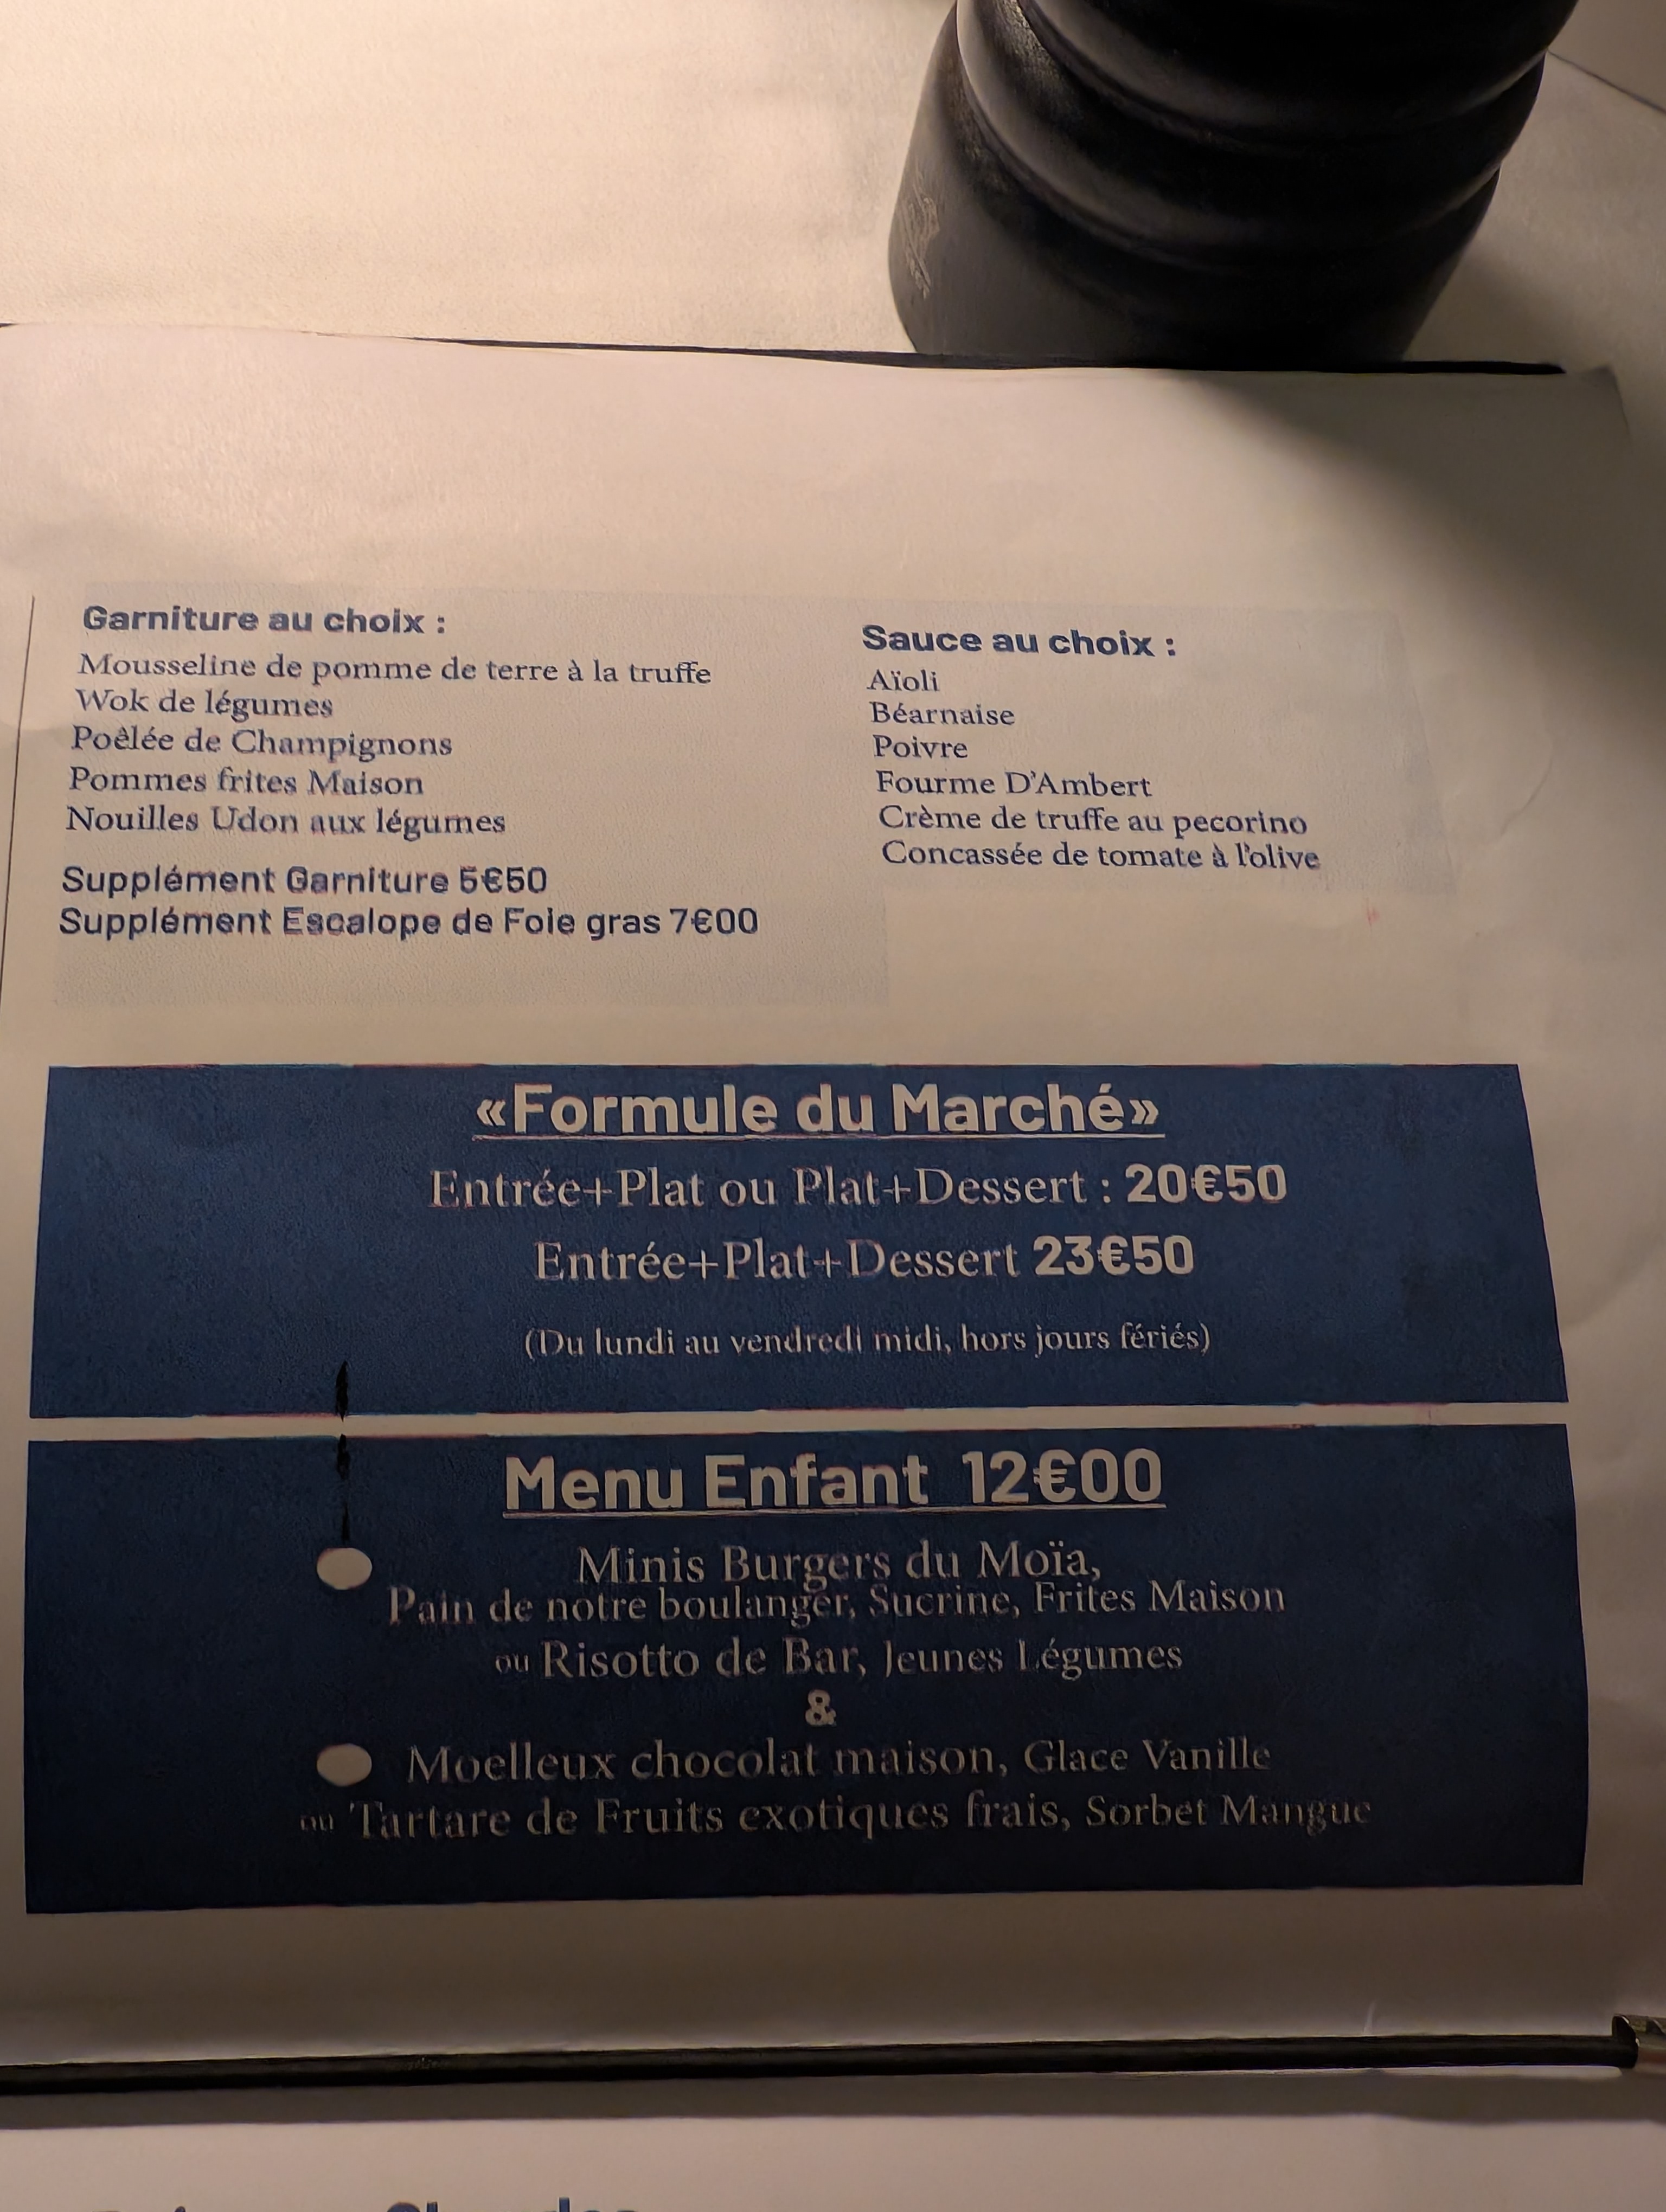 Garniture au choix :
Mousseline de pomme de terre à la truffe
Wok de légumes
Poêlée de Champignons
Pommes frites Maison
Nouilles Udon aux légumes
Supplément Garniture 5€50
Supplément Escalope de Foie gras 7€00
Sauce au choix :
Aïoli
Béarnaise
Poivre
Fourme D'Ambert
Crème de truffe au pecorino
Concassée de tomate à l'olive
«Formule du Marché»
Entrée+Plat ou Plat+Dessert : 20€50
Entrée+Plat+Dessert 23€50
(Du lundi au vendredi midi, hors jours fériés)
Menu Enfant 12€00
Minis Burgers du Moïa,
Pain de notre boulanger, Sucrine, Frites Maison
ou Risotto de Bar, Jeunes Légumes
&
Moelleux chocolat maison, Glace Vanille
ou Tartare de Fruits exotiques frais, Sorbet Mangue